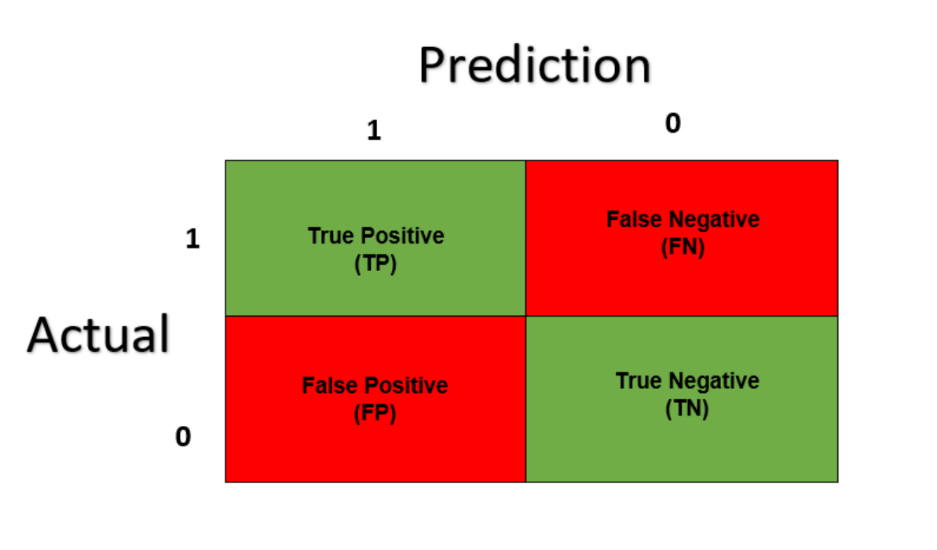 Prediction
1
0
1
True Positive
(TP)
False Negative
(FN)
Actual
0
False Positive
(FP)
True Negative
(TN)